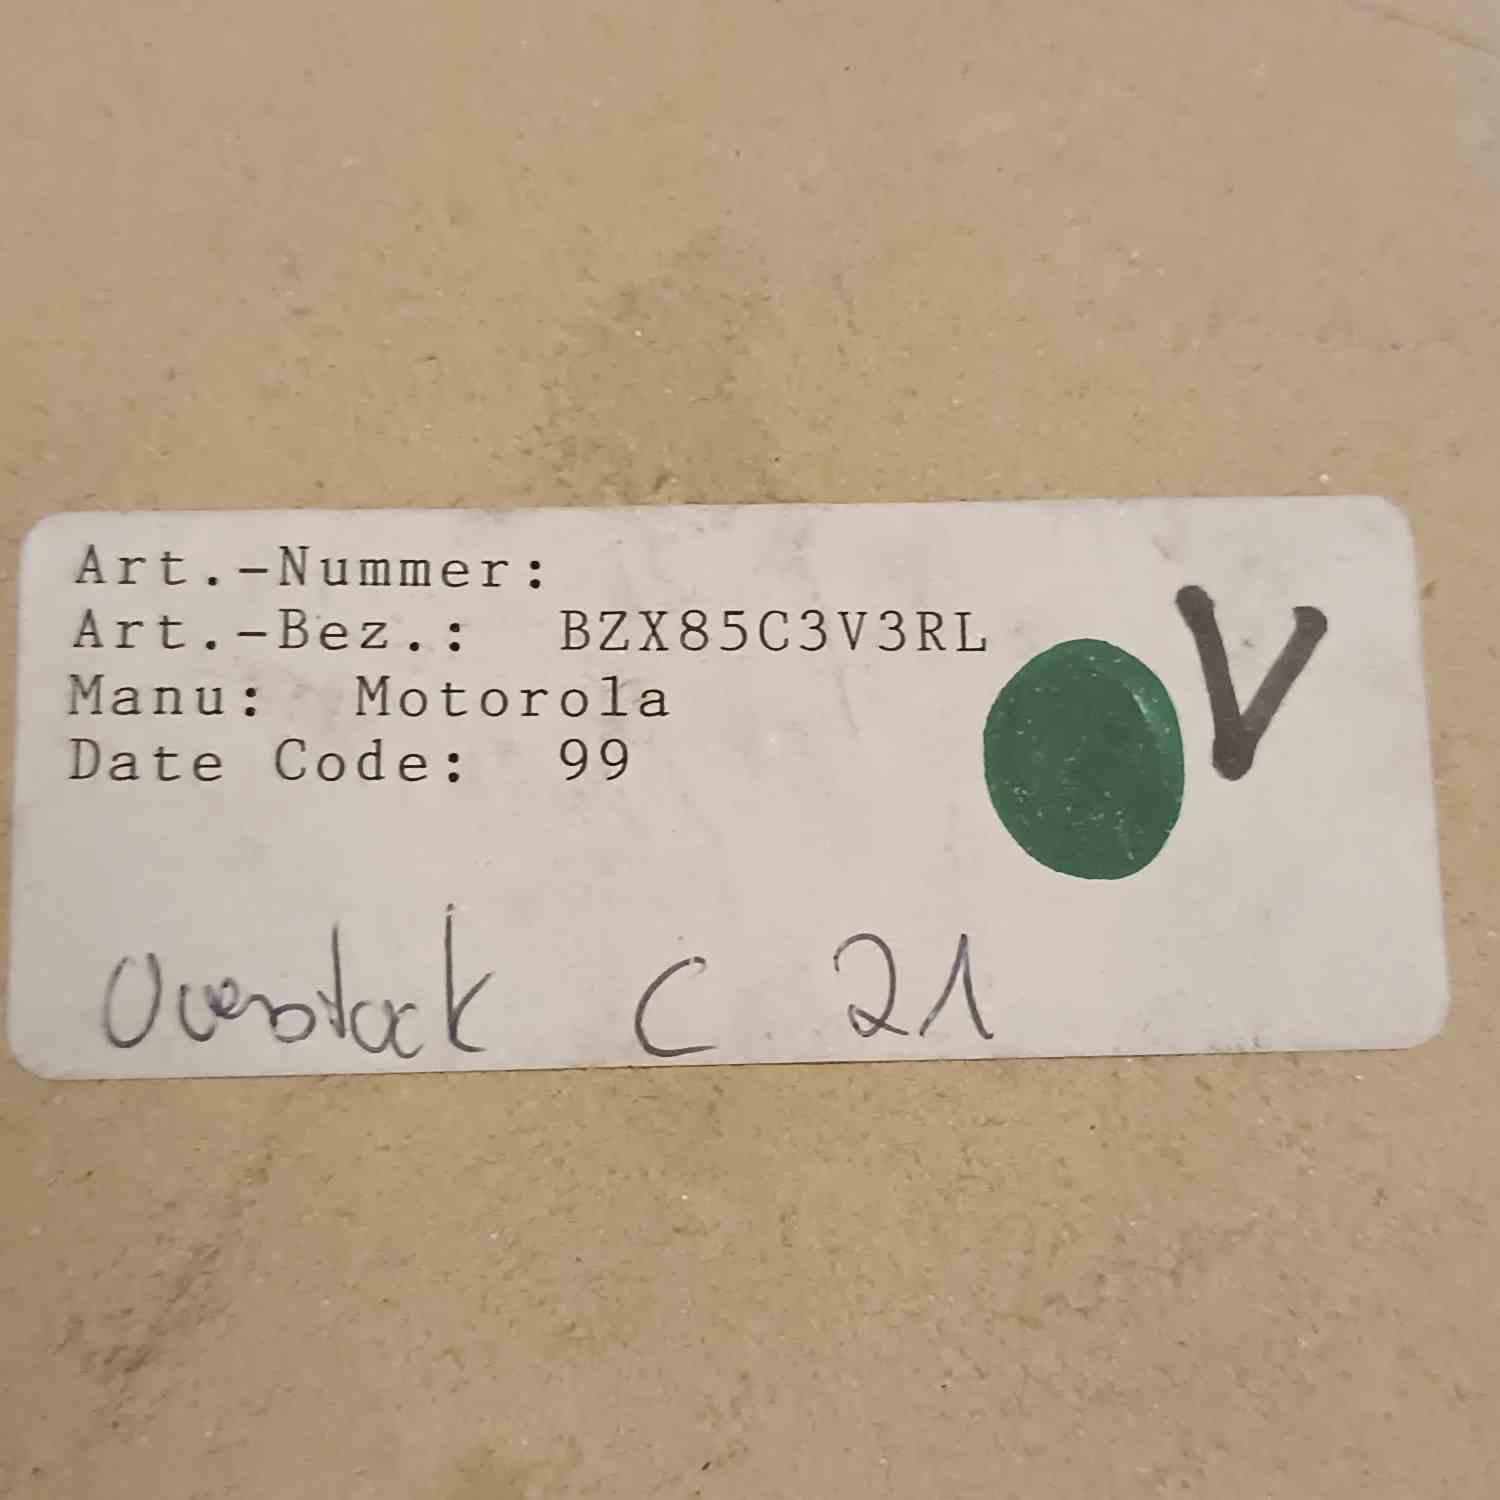 Art.-Nummer:
Art.-Bez.: BZX85C3V3RL
V
Manu: Motorola
Date Code: 99
Overstock C 21